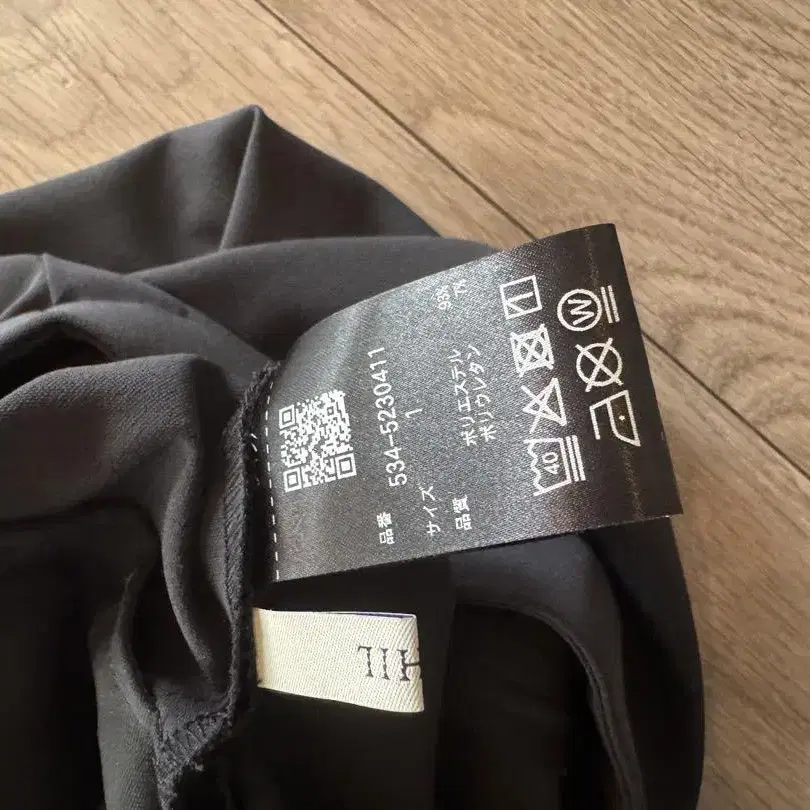 品番 534-5230411
サイズ 1
品質 ポリエステル 93%
ポリウレタン 7%
40
W